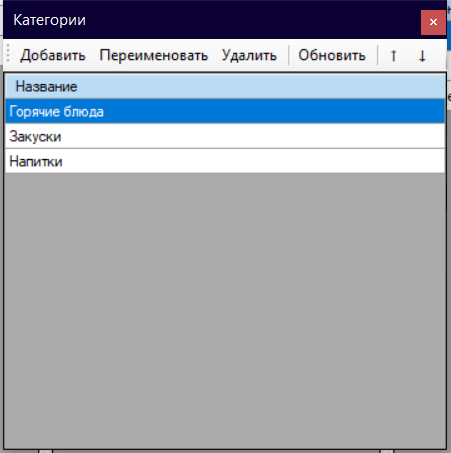 Категории
Добавить Переименовать Удалить Обновить ↑ ↓
Название
Горячие блюда
Закуски
Напитки